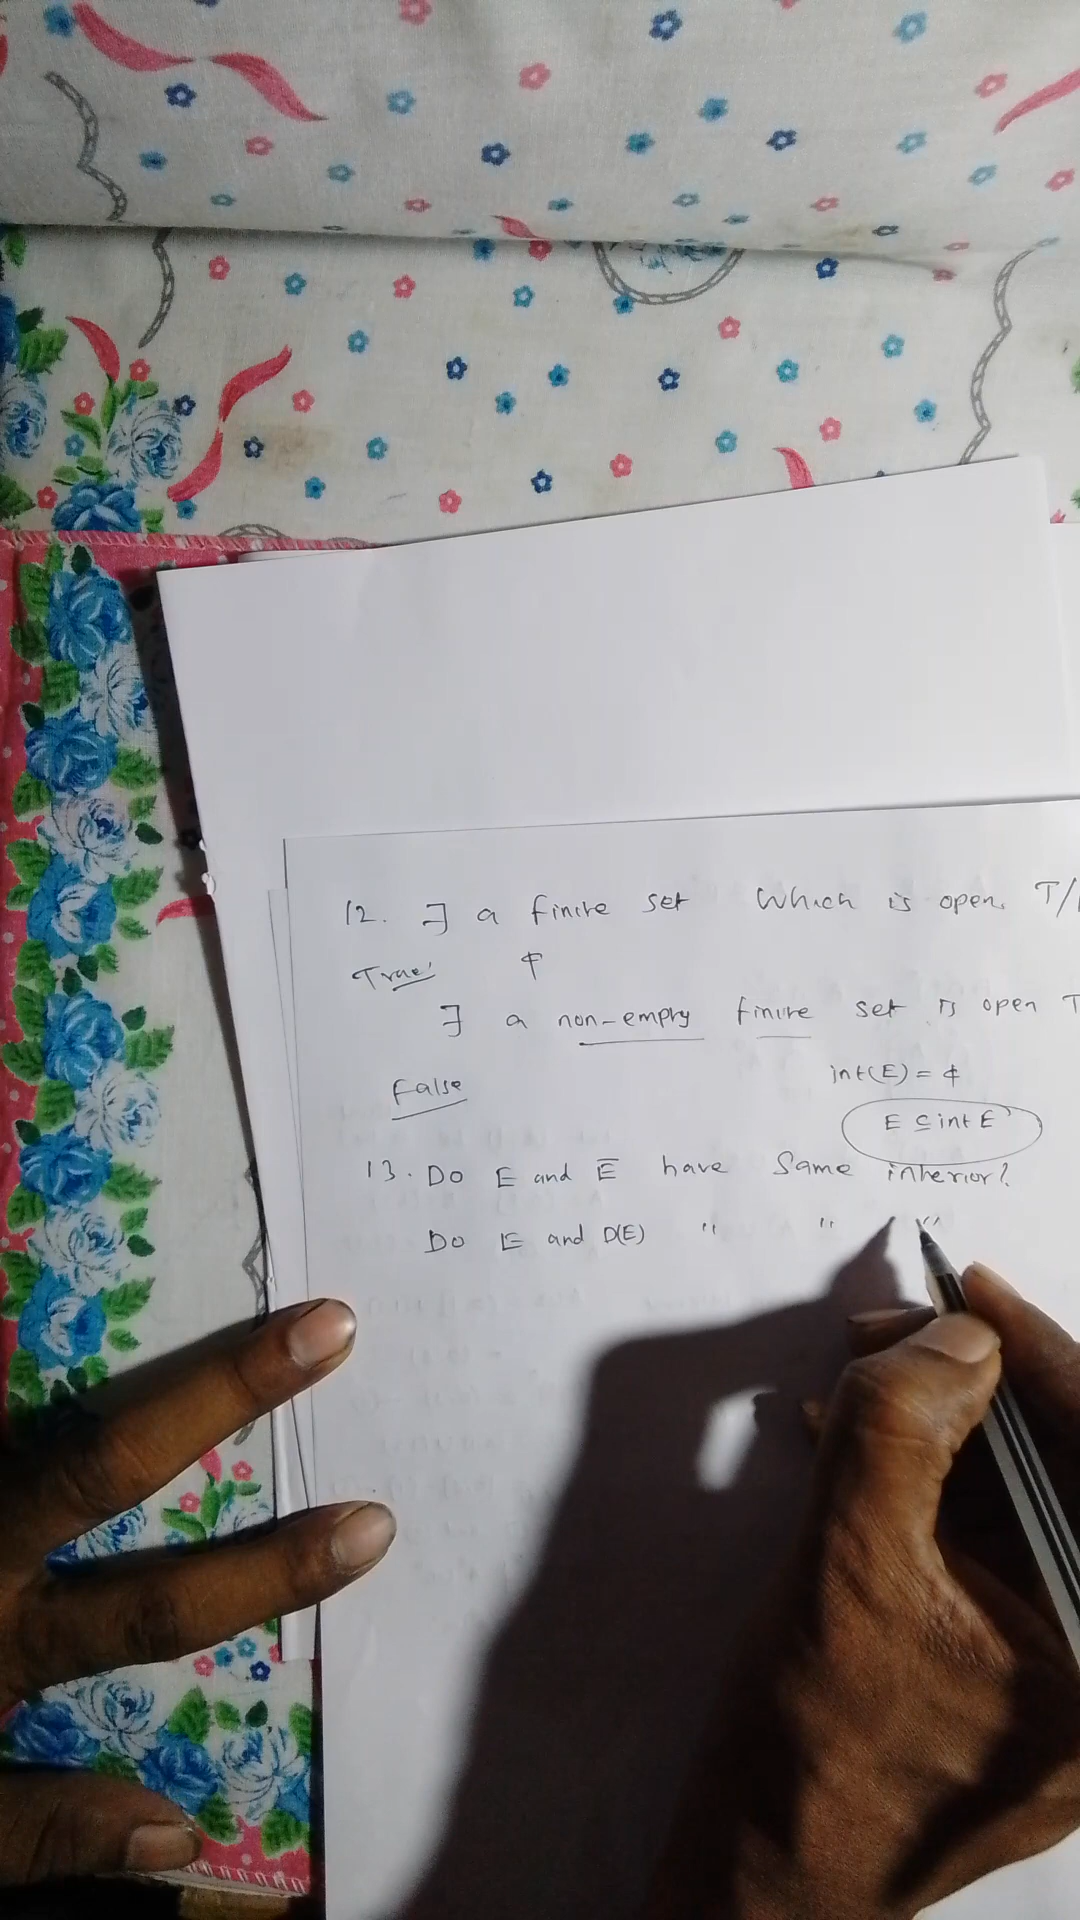 12. ∃ a finite set which is open. T/
True: ϕ
∃ a non-empty finite set is open T
False
int(E) = ϕ
E ⊆ int E
13. Do E and E̅ have same interior?
Do E and D(E) " " "